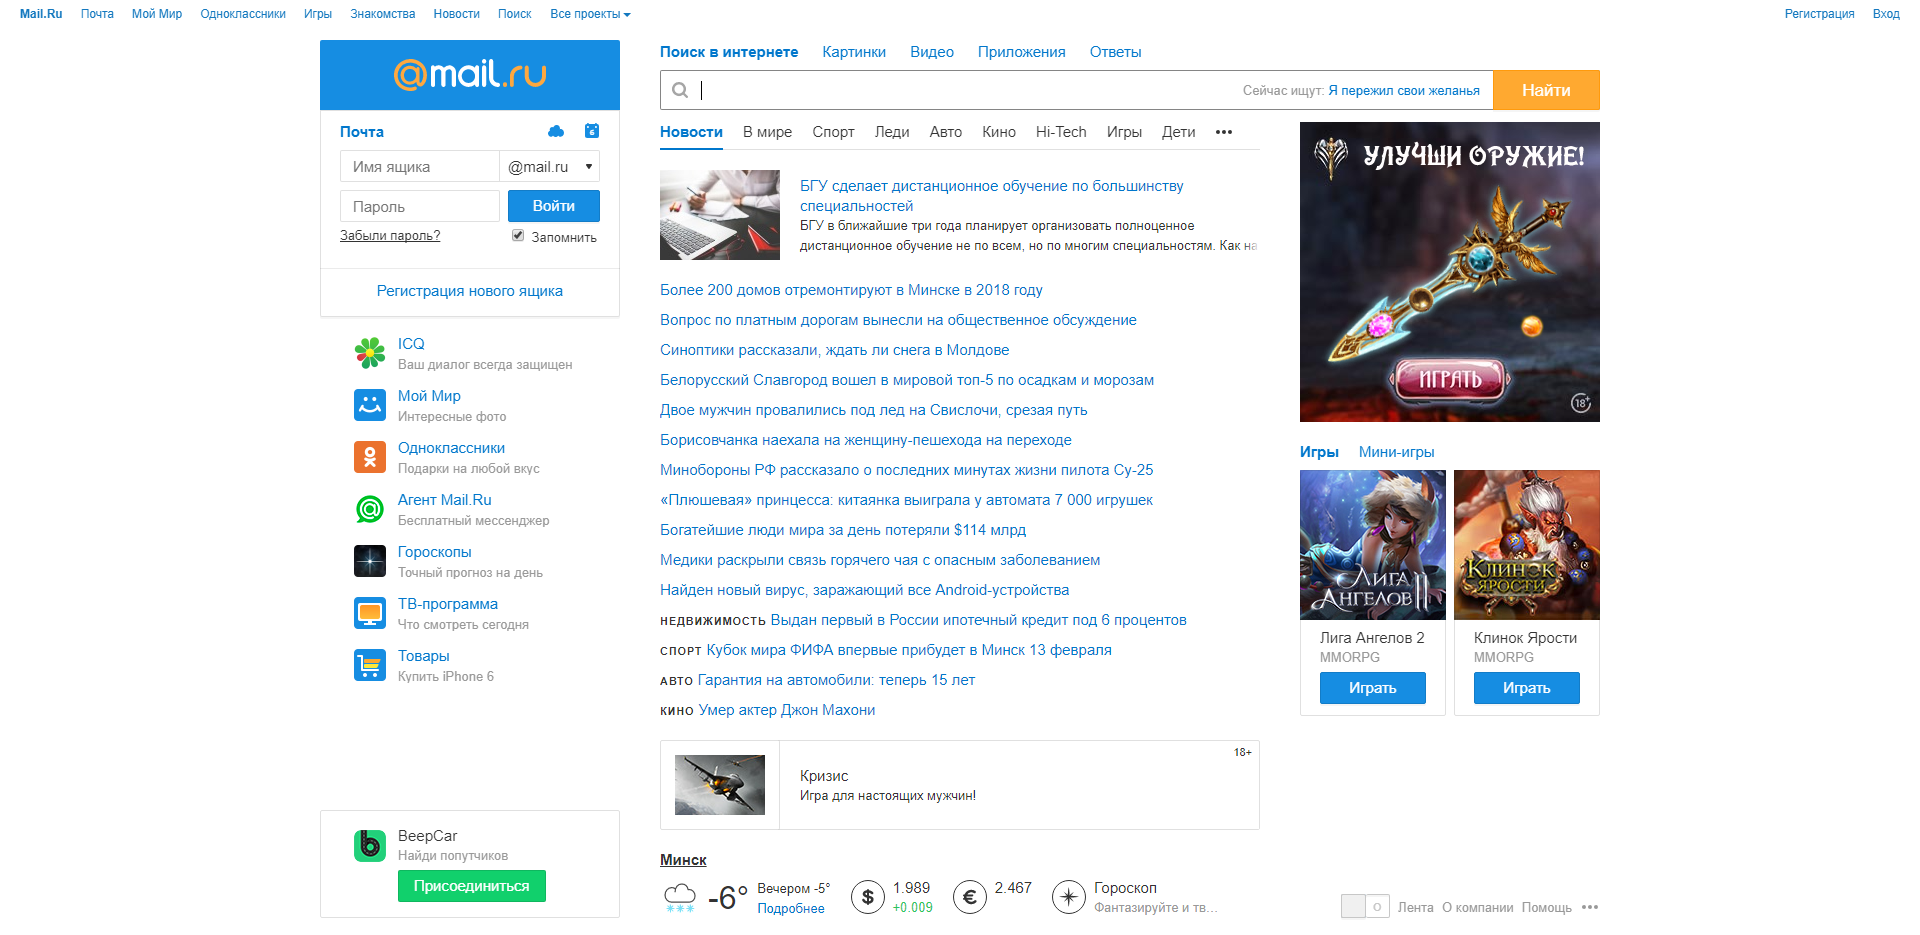 Mail.Ru Почта Мой Мир Одноклассники Игры Знакомства Новости Поиск Все проекты Регистрация Вход
@mail.ru
Почта
6
Имя ящика @mail.ru
Пароль Войти
Забыли пароль? Запомнить
Регистрация нового ящика
ICQ
Ваш диалог всегда защищен
Мой Мир
Интересные фото
Одноклассники
Подарки на любой вкус
Агент Mail.Ru
Бесплатный мессенджер
Гороскопы
Точный прогноз на день
ТВ-программа
Что смотреть сегодня
Товары
Купить iPhone 6
BeepCar
Найди попутчиков
Присоединиться
Поиск в интернете Картинки Видео Приложения Ответы
Сейчас ищут: Я пережил свои желанья Найти
Новости В мире Спорт Леди Авто Кино Hi-Tech Игры Дети •••
БГУ сделает дистанционное обучение по большинству
специальностей
БГУ в ближайшие три года планирует организовать полноценное
дистанционное обучение не по всем, но по многим специальностям. Как на
Более 200 домов отремонтируют в Минске в 2018 году
Вопрос по платным дорогам вынесли на общественное обсуждение
Синоптики рассказали, ждать ли снега в Молдове
Белорусский Славгород вошел в мировой топ-5 по осадкам и морозам
Двое мужчин провалились под лед на Свислочи, срезая путь
Борисовчанка наехала на женщину-пешехода на переходе
Минобороны РФ рассказало о последних минутах жизни пилота Су-25
«Плюшевая» принцесса: китаянка выиграла у автомата 7 000 игрушек
Богатейшие люди мира за день потеряли $114 млрд
Медики раскрыли связь горячего чая с опасным заболеванием
Найден новый вирус, заражающий все Android-устройства
НЕДВИЖИМОСТЬ Выдан первый в России ипотечный кредит под 6 процентов
СПОРТ Кубок мира ФИФА впервые прибудет в Минск 13 февраля
АВТО Гарантия на автомобили: теперь 15 лет
КИНО Умер актер Джон Махони
18+
Кризис
Игра для настоящих мужчин!
Минск
-6° Вечером -5° $ 1.989 € 2.467 Гороскоп
Подробнее +0.009 Фантазируйте и тв…
УЛУЧШИ ОРУЖИЕ!
ИГРАТЬ
18+
Игры Мини-игры
ЛИГА АНГЕЛОВ II
КЛИНОК ЯРОСТИ
Лига Ангелов 2 Клинок Ярости
MMORPG MMORPG
Играть Играть
Лента О компании Помощь •••